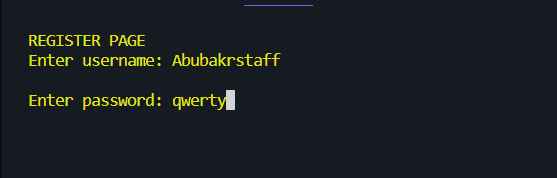 REGISTER PAGE
Enter username: Abubakrstaff
Enter password: qwerty